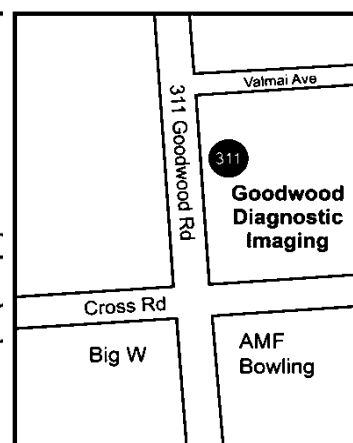 Valmai Ave
311 Goodwood Rd
311
Goodwood
Diagnostic
Imaging
Cross Rd
Big W
AMF
Bowling